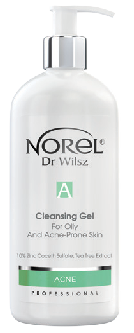 NOREL®
Dr Wilsz
A
Cleansing Gel
For Oily
And Acne-Prone Skin
ACNE
PROFESSIONAL